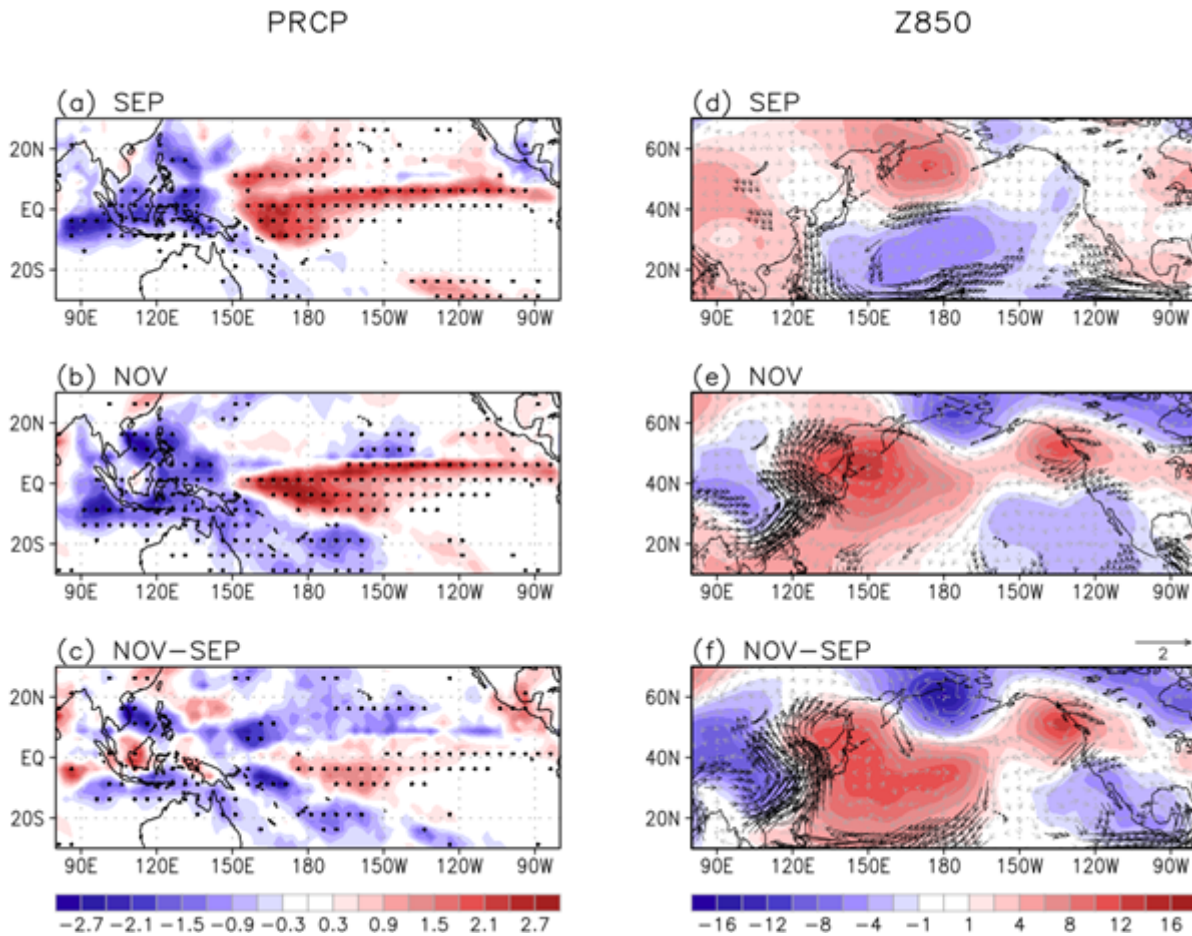 PRCP Z850
(a) SEP (d) SEP
20N 60N
EQ 40N
20S 20N
90E 120E 150E 180 150W 120W 90W 90E 120E 150E 180 150W 120W 90W
(b) NOV (e) NOV
20N 60N
EQ 40N
20S 20N
90E 120E 150E 180 150W 120W 90W 90E 120E 150E 180 150W 120W 90W
(c) NOV−SEP (f) NOV−SEP
2
20N 60N
EQ 40N
20S 20N
90E 120E 150E 180 150W 120W 90W 90E 120E 150E 180 150W 120W 90W
−2.7 −2.1 −1.5 −0.9 −0.3 0.3 0.9 1.5 2.1 2.7 −16 −12 −8 −4 −1 1 4 8 12 16